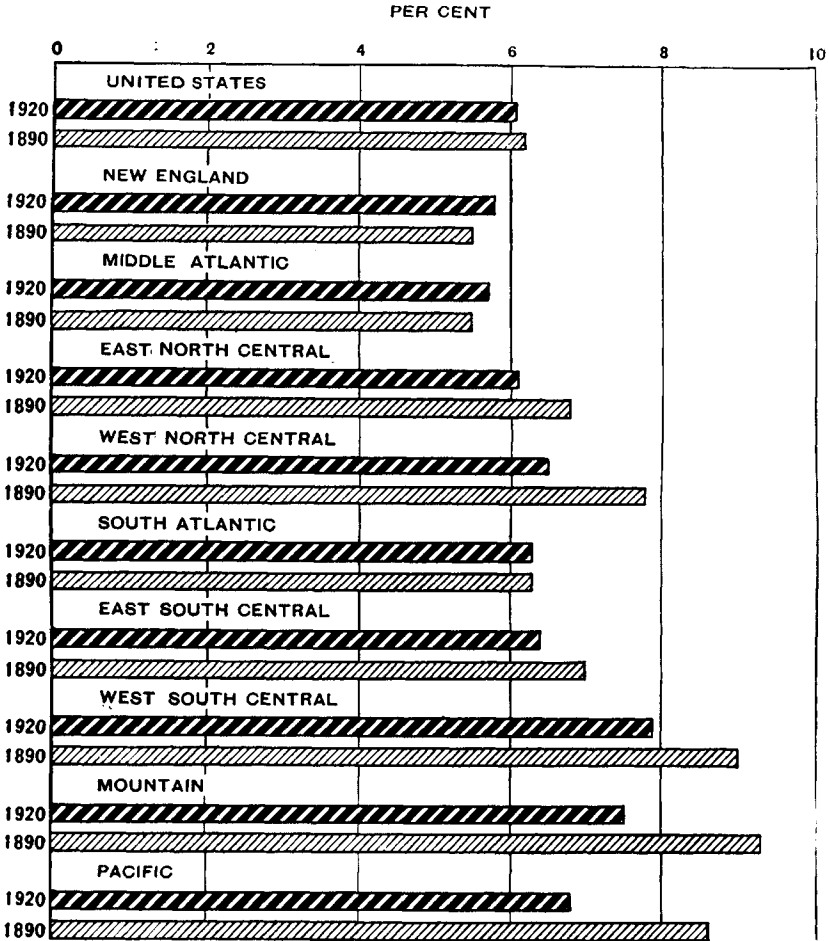 PER CENT
0 2 4 6 8 10
UNITED STATES
1920
1890
NEW ENGLAND
1920
1890
MIDDLE ATLANTIC
1920
1890
EAST NORTH CENTRAL
1920
1890
WEST NORTH CENTRAL
1920
1890
SOUTH ATLANTIC
1920
1890
EAST SOUTH CENTRAL
1920
1890
WEST SOUTH CENTRAL
1920
1890
MOUNTAIN
1920
1890
PACIFIC
1920
1890